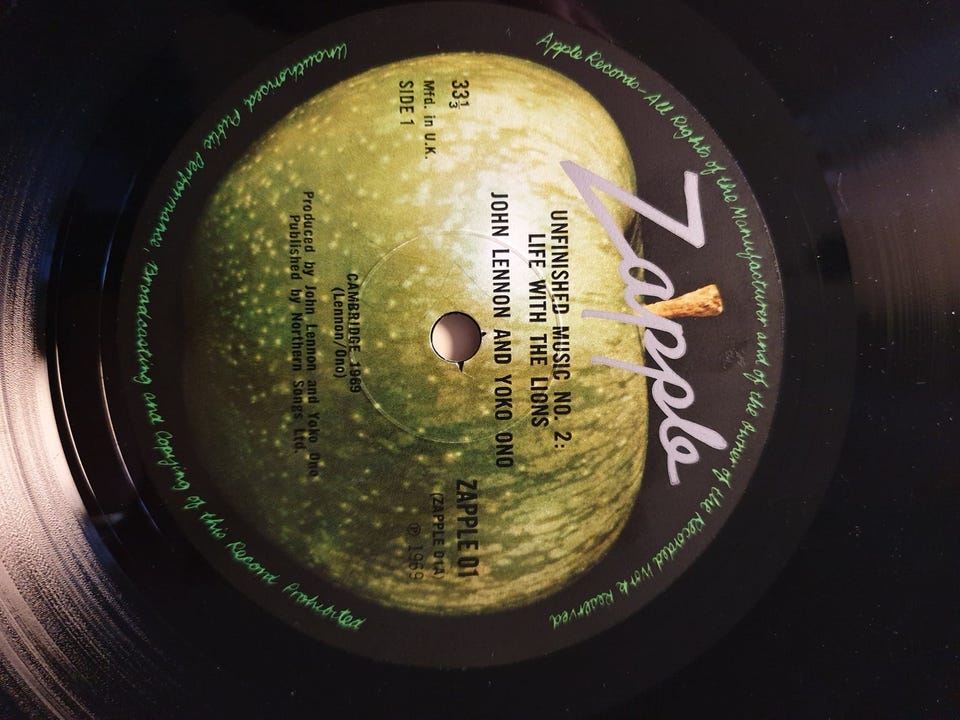 Apple Records-All Rights of the Manufacturer and of the Owner of the Recorded Work Reserved
Zapple
UNFINISHED MUSIC NO. 2:
LIFE WITH THE LIONS
JOHN LENNON AND YOKO ONO
33⅓
Mfd. in U.K.
SIDE 1
ZAPPLE 01
(ZAPPLE 01A)
℗ 1969
CAMBRIDGE 1969
(Lennon/Ono)
Produced by John Lennon and Yoko Ono
Published by Northern Songs Ltd.
Unauthorised Public Performance Broadcasting and Copying of this Record Prohibited